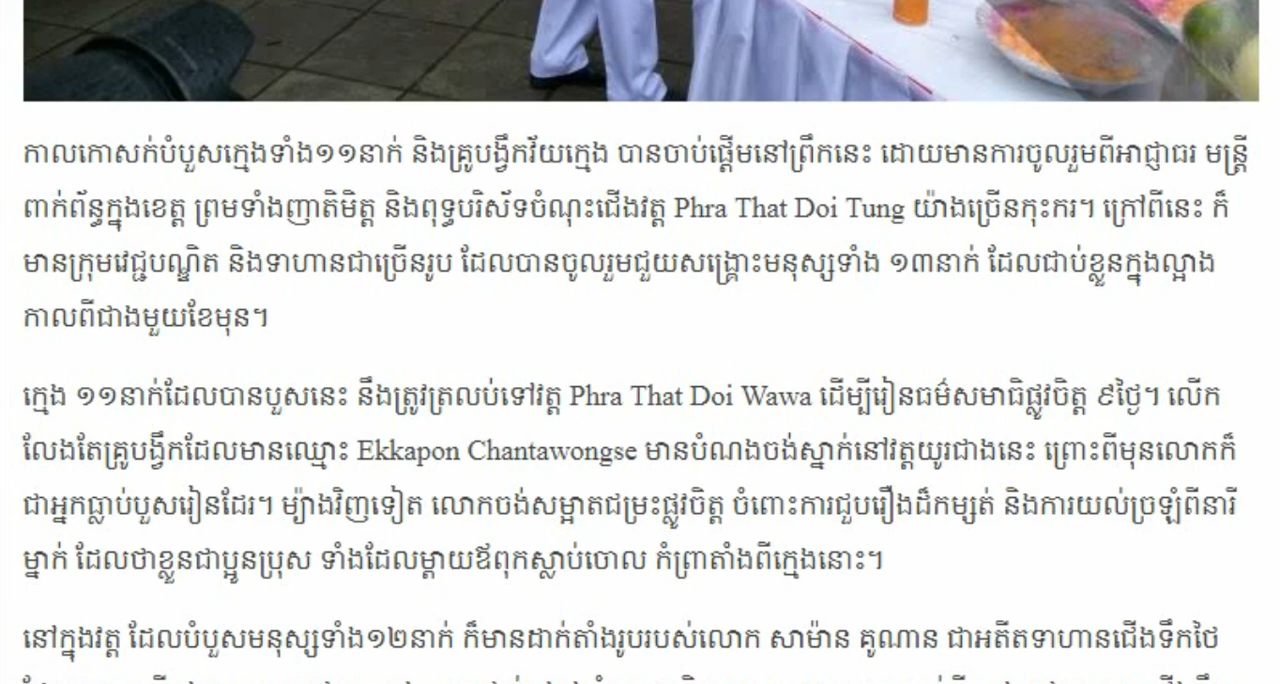 កាលកោសក់បំបួសក្មេងទាំង១១នាក់ និងគ្រូបង្វឹកវ័យក្មេង បានចាប់ផ្តើមនៅព្រឹកនេះ ដោយមានការចូលរួមពីអាជ្ញាធរ មន្ត្រី
ពាក់ព័ន្ធក្នុងខេត្ត ព្រមទាំងញាតិមិត្ត និងពុទ្ធបរិស័ទចំណុះជើងវត្ត Phra That Doi Tung យ៉ាងច្រើនកុះករ។ ក្រៅពីនេះ ក៏
មានក្រុមវេជ្ជបណ្ឌិត និងទាហានជាច្រើនរូប ដែលបានចូលរួមជួយសង្គ្រោះមនុស្សទាំង ១៣នាក់ ដែលជាប់ខ្លួនក្នុងល្អាង
កាលពីជាងមួយខែមុន។
ក្មេង ១១នាក់ដែលបានបួសនេះ នឹងត្រូវត្រលប់ទៅវត្ត Phra That Doi Wawa ដើម្បីរៀនធម៌សមាធិផ្លូវចិត្ត ៩ថ្ងៃ។ លើក
លែងតែគ្រូបង្វឹកដែលមានឈ្មោះ Ekkapon Chantawongse មានបំណងចង់ស្នាក់នៅវត្តយូរជាងនេះ ព្រោះពីមុនលោកក៏
ជាអ្នកធ្លាប់បួសរៀនដែរ។ ម្យ៉ាងវិញទៀត លោកចង់សម្អាតជម្រះផ្លូវចិត្ត ចំពោះការជួបរឿងដ៏កម្សត់ និងការយល់ច្រឡំពីនារី
ម្នាក់ ដែលថាខ្លួនជាប្អូនប្រុស ទាំងដែលម្តាយឪពុកស្លាប់ចោល កំព្រាតាំងពីក្មេងនោះ។
នៅក្នុងវត្ត ដែលបំបួសមនុស្សទាំង១២នាក់ ក៏មានដាក់តាំងរូបរបស់លោក សាម៉ាន គូណាន ជាអតីតទាហានជើងទឹកថៃ